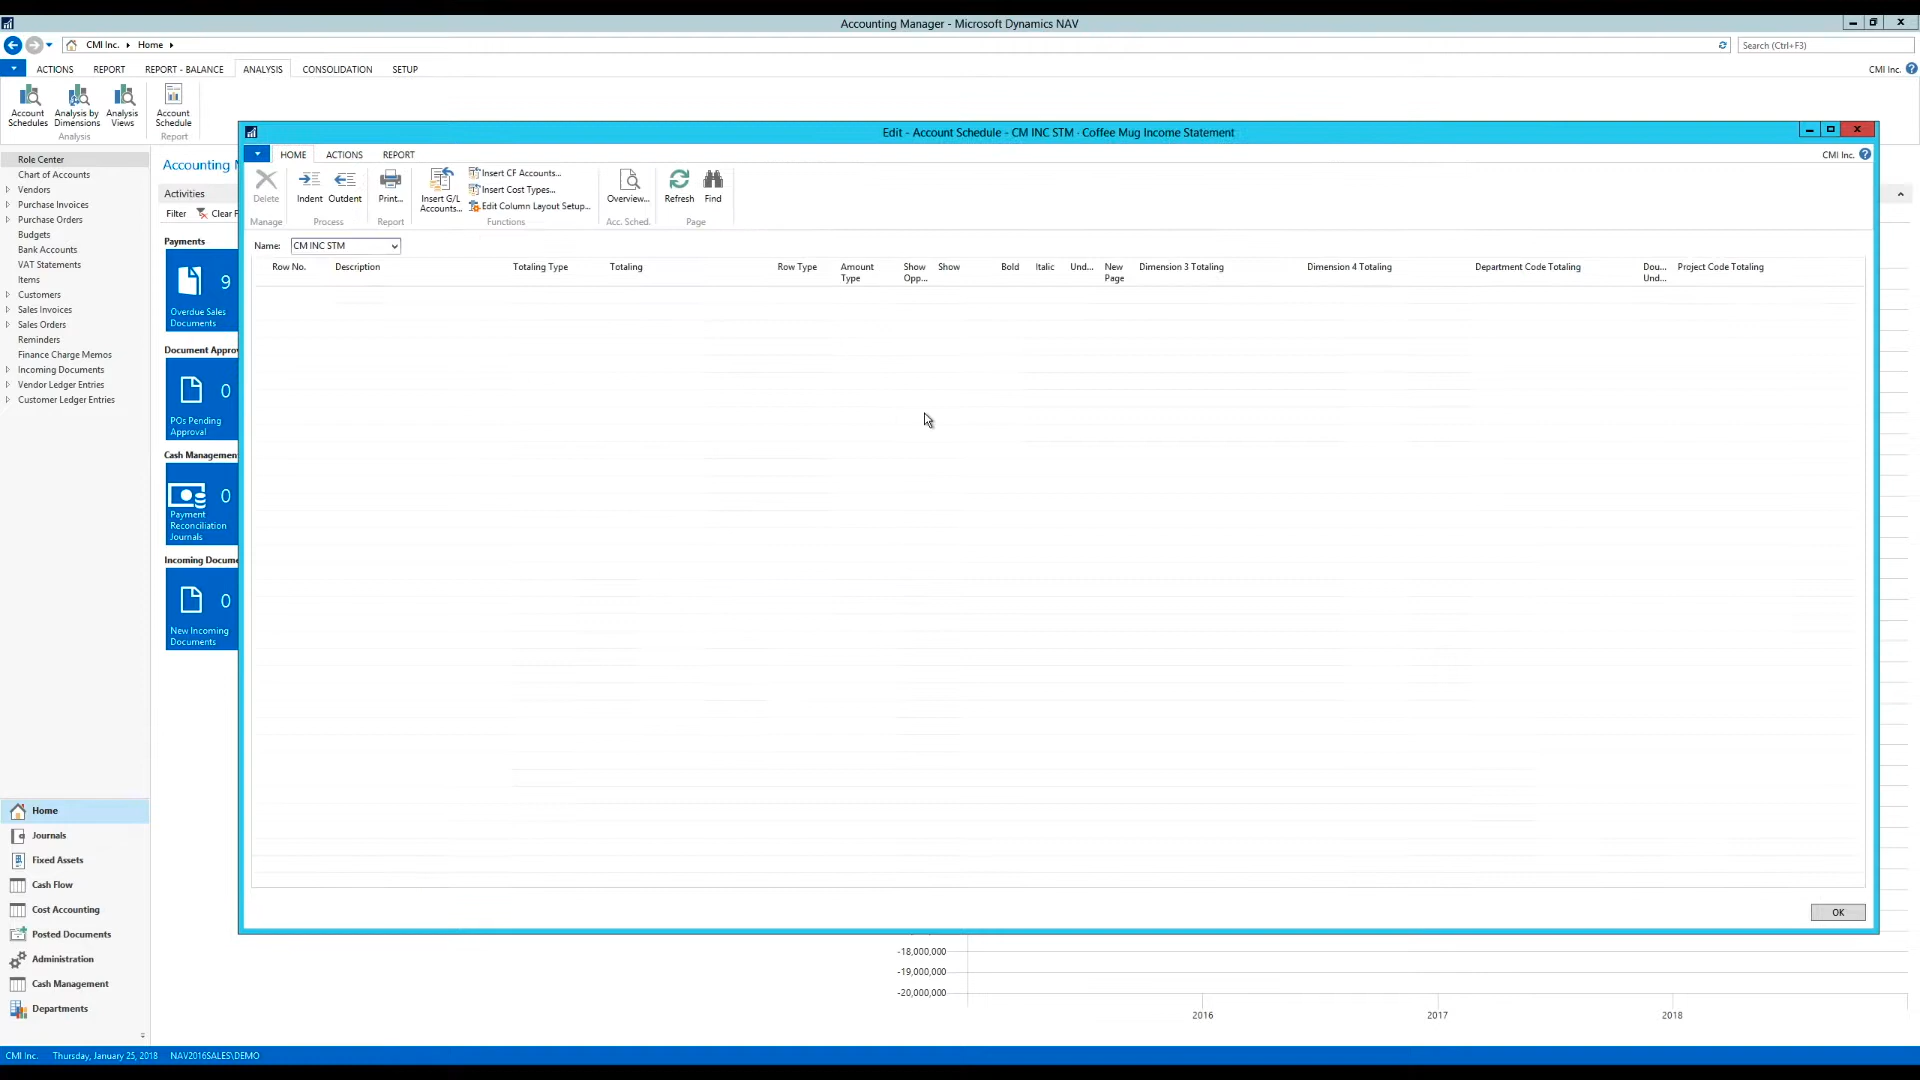 Accounting Manager - Microsoft Dynamics NAV
CMI Inc. Home
Search (Ctrl+F3)
ACTIONS REPORT REPORT - BALANCE ANALYSIS CONSOLIDATION SETUP
CMI Inc.
Account Schedules
Analysis by Dimensions
Analysis Views
Account Schedule
Analysis
Report
Role Center
Chart of Accounts
Vendors
Purchase Invoices
Purchase Orders
Budgets
Bank Accounts
VAT Statements
Items
Customers
Sales Invoices
Sales Orders
Reminders
Finance Charge Memos
Incoming Documents
Vendor Ledger Entries
Customer Ledger Entries
Home
Journals
Fixed Assets
Cash Flow
Cost Accounting
Posted Documents
Administration
Cash Management
Departments
Accounting
Activities
Filter Clear
Payments
9
Overdue Sales
Documents
Document
0
POs Pending
Approval
Cash
0
Payment
Reconciliation
Journals
Incoming
0
New Incoming
Documents
Edit - Account Schedule - CM INC STM · Coffee Mug Income Statement
HOME ACTIONS REPORT
CMI Inc.
Delete
Manage
Indent Outdent
Process
Print...
Report
Insert G/L
Accounts...
Insert CF Accounts...
Insert Cost Types...
Edit Column Layout Setup...
Functions
Overview...
Acc. Sched.
Refresh Find
Page
Name: CM INC STM
Row No.
Description
Totaling Type
Totaling
Row Type
Amount
Type
Show
Opp...
Show
Bold
Italic
Und...
New
Page
Dimension 3 Totaling
Dimension 4 Totaling
Department Code Totaling
Dou...
Und...
Project Code Totaling
OK
-18,000,000
-19,000,000
-20,000,000
2016 2017 2018
CMI Inc. Thursday, January 25, 2018 NAV2016SALES\DEMO